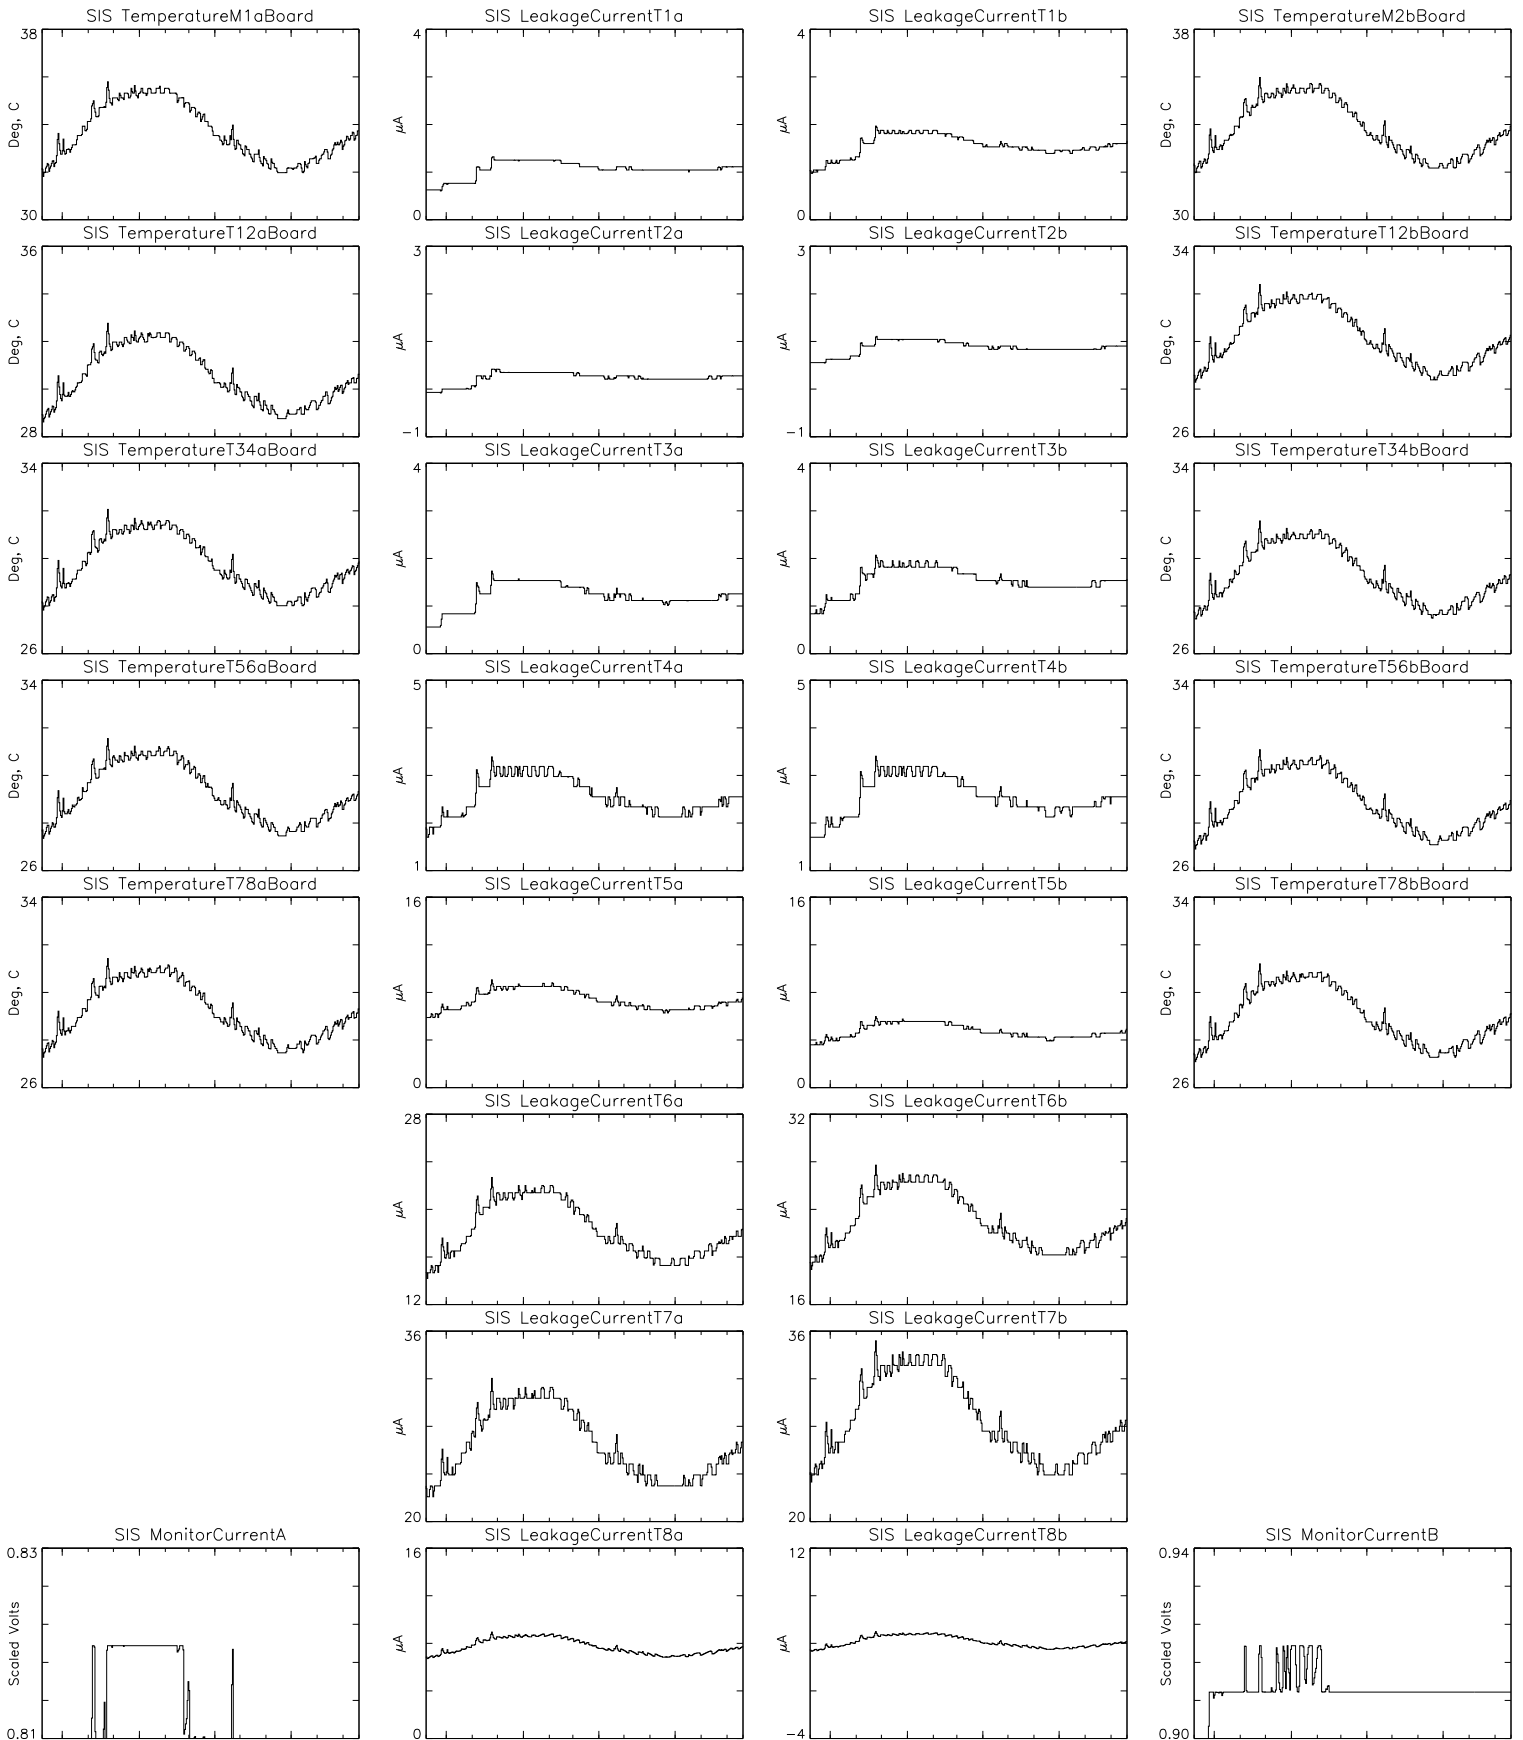 SIS TemperatureM1aBoard
38
Deg, C
30
SIS LeakageCurrentT1a
4
μA
0
SIS LeakageCurrentT1b
4
μA
0
SIS TemperatureM2bBoard
38
Deg, C
30
SIS TemperatureT12aBoard
36
Deg, C
28
SIS LeakageCurrentT2a
3
μA
−1
SIS LeakageCurrentT2b
3
μA
−1
SIS TemperatureT12bBoard
34
Deg, C
26
SIS TemperatureT34aBoard
34
Deg, C
26
SIS LeakageCurrentT3a
4
μA
0
SIS LeakageCurrentT3b
4
μA
0
SIS TemperatureT34bBoard
34
Deg, C
26
SIS TemperatureT56aBoard
34
Deg, C
26
SIS LeakageCurrentT4a
5
μA
1
SIS LeakageCurrentT4b
5
μA
1
SIS TemperatureT56bBoard
34
Deg, C
26
SIS TemperatureT78aBoard
34
Deg, C
26
SIS LeakageCurrentT5a
16
μA
0
SIS LeakageCurrentT5b
16
μA
0
SIS TemperatureT78bBoard
34
Deg, C
26
SIS LeakageCurrentT6a
28
μA
12
SIS LeakageCurrentT6b
32
μA
16
SIS LeakageCurrentT7a
36
μA
20
SIS LeakageCurrentT7b
36
μA
20
SIS MonitorCurrentA
0.83
Scaled Volts
0.81
SIS LeakageCurrentT8a
16
μA
0
SIS LeakageCurrentT8b
12
μA
−4
SIS MonitorCurrentB
0.94
Scaled Volts
0.90